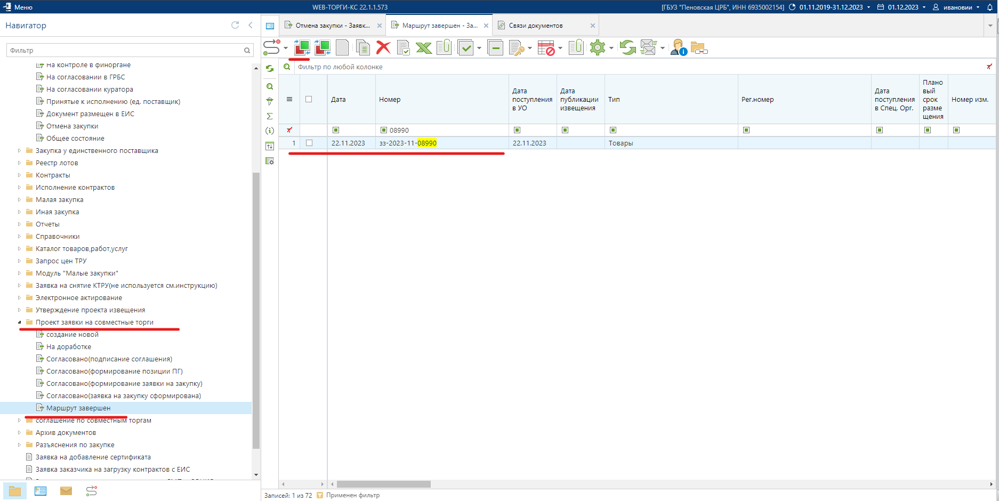 Меню
WEB-ТОРГИ-КС 22.1.1.573
[ГБУЗ "Пеновская ЦРБ", ИНН 6935002154]
01.11.2019-31.12.2023
01.12.2023
ивановии
Навигатор
Отмена закупки - Заявк...
Маршрут завершен - За...
Связи документов
Фильтр
На контроле в финоргане
На согласовании в ГРБС
На согласовании куратора
Принятые к исполнению (ед. поставщик)
Документ размещен в ЕИС
Отмена закупки
Общее состояние
Закупка у единственного поставщика
Реестр лотов
Контракты
Исполнение контрактов
Малая закупка
Иная закупка
Отчеты
Справочники
Каталог товаров,работ,услуг
Запрос цен ТРУ
Модуль "Малые закупки"
Заявка на снятие КТРУ(не используется см.инструкцию)
Электронное актирование
Утверждение проекта извещения
Проект заявки на совместные торги
создание новой
На доработке
Согласовано(подписание соглашения)
Согласовано(формирование позиции ПГ)
Согласовано(формирование заявки на закупку)
Согласовано(заявка на закупку сформирована)
Маршрут завершен
соглашение по совместным торгам
Архив документов
Разъяснения по закупке
Заявка на добавление сертификата
Заявка заказчика на загрузку контрактов с ЕИС
Фильтр по любой колонке
Дата
Номер
Дата
поступления
в УО
Дата
публикации
извещения
Тип
Рег.номер
Дата
поступления
в Спец. Орг.
Плано
вый
срок
разме
щения
Номер изм.
08990
1
22.11.2023
зз-2023-11-08990
22.11.2023
Товары
Записей: 1 из 72
Применен фильтр